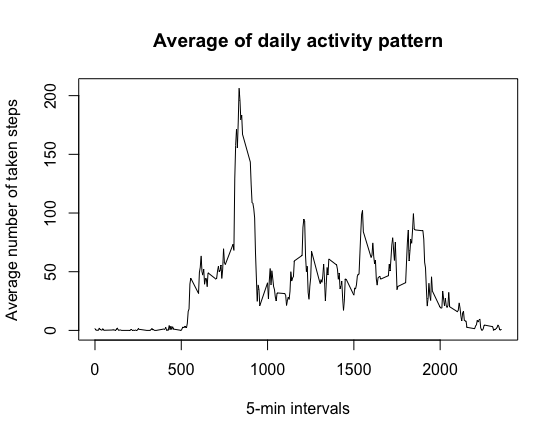 Average of daily activity pattern
Average number of taken steps
200
150
100
50
0
0 500 1000 1500 2000
5-min intervals